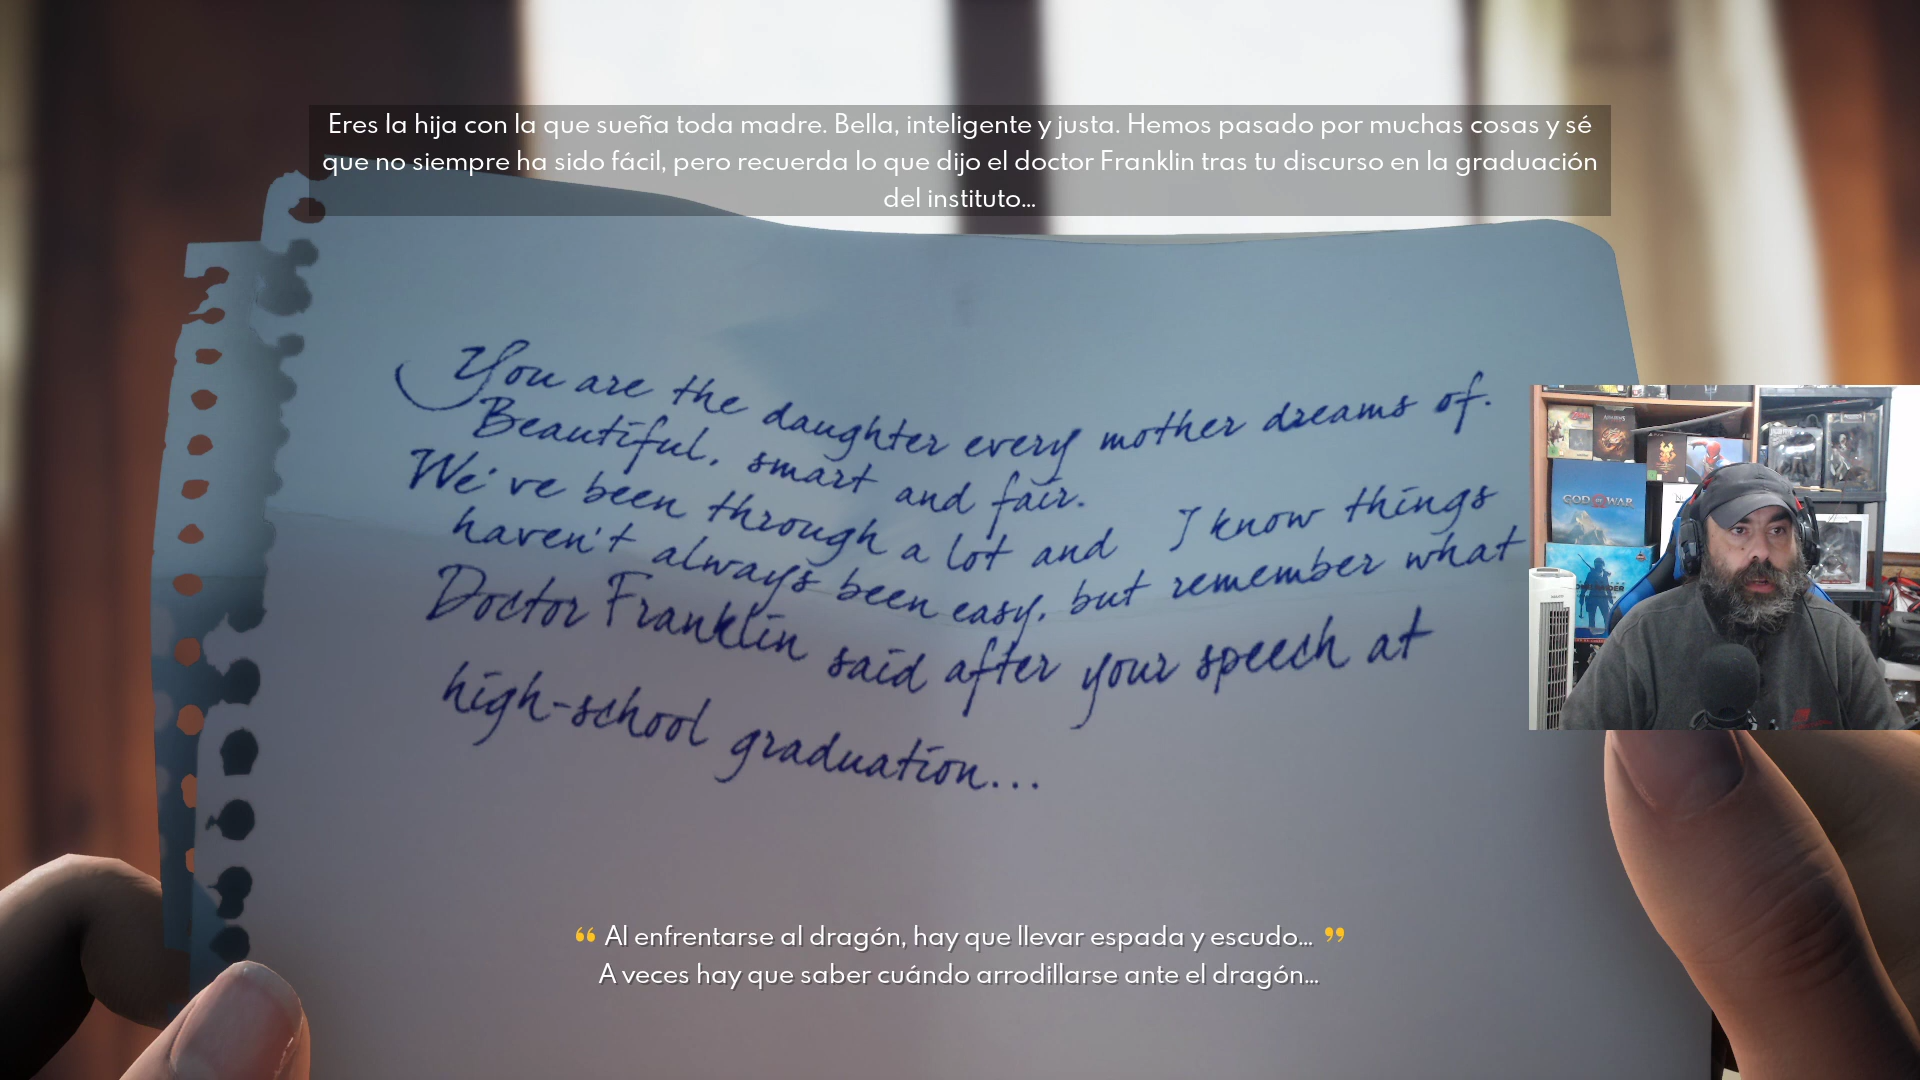 Eres la hija con la que sueña toda madre. Bella, inteligente y justa. Hemos pasado por muchas cosas y sé
que no siempre ha sido fácil, pero recuerda lo que dijo el doctor Franklin tras tu discurso en la graduación
del instituto...
You are the daughter every mother dreams of.
Beautiful, smart and fair.
We've been through a lot and I know things
haven't always been easy, but remember what
Doctor Franklin said after your speech at
high-school graduation...
GOD OF WAR
“ Al enfrentarse al dragón, hay que llevar espada y escudo... ”
A veces hay que saber cuándo arrodillarse ante el dragón...